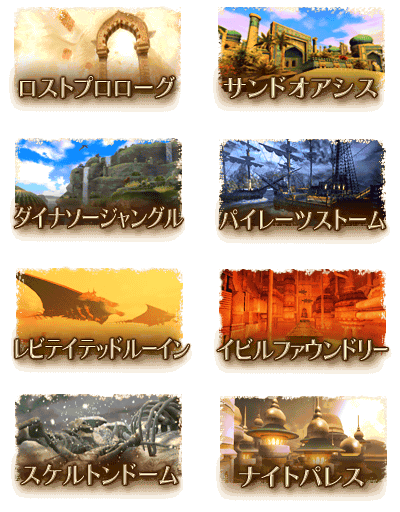 ロストプロローグ
サンドオアシス
ダイナソージャングル
パイレーツストーム
レビテイテッドルーイン
イビルファウンドリー
スケルトンドーム
ナイトパレス